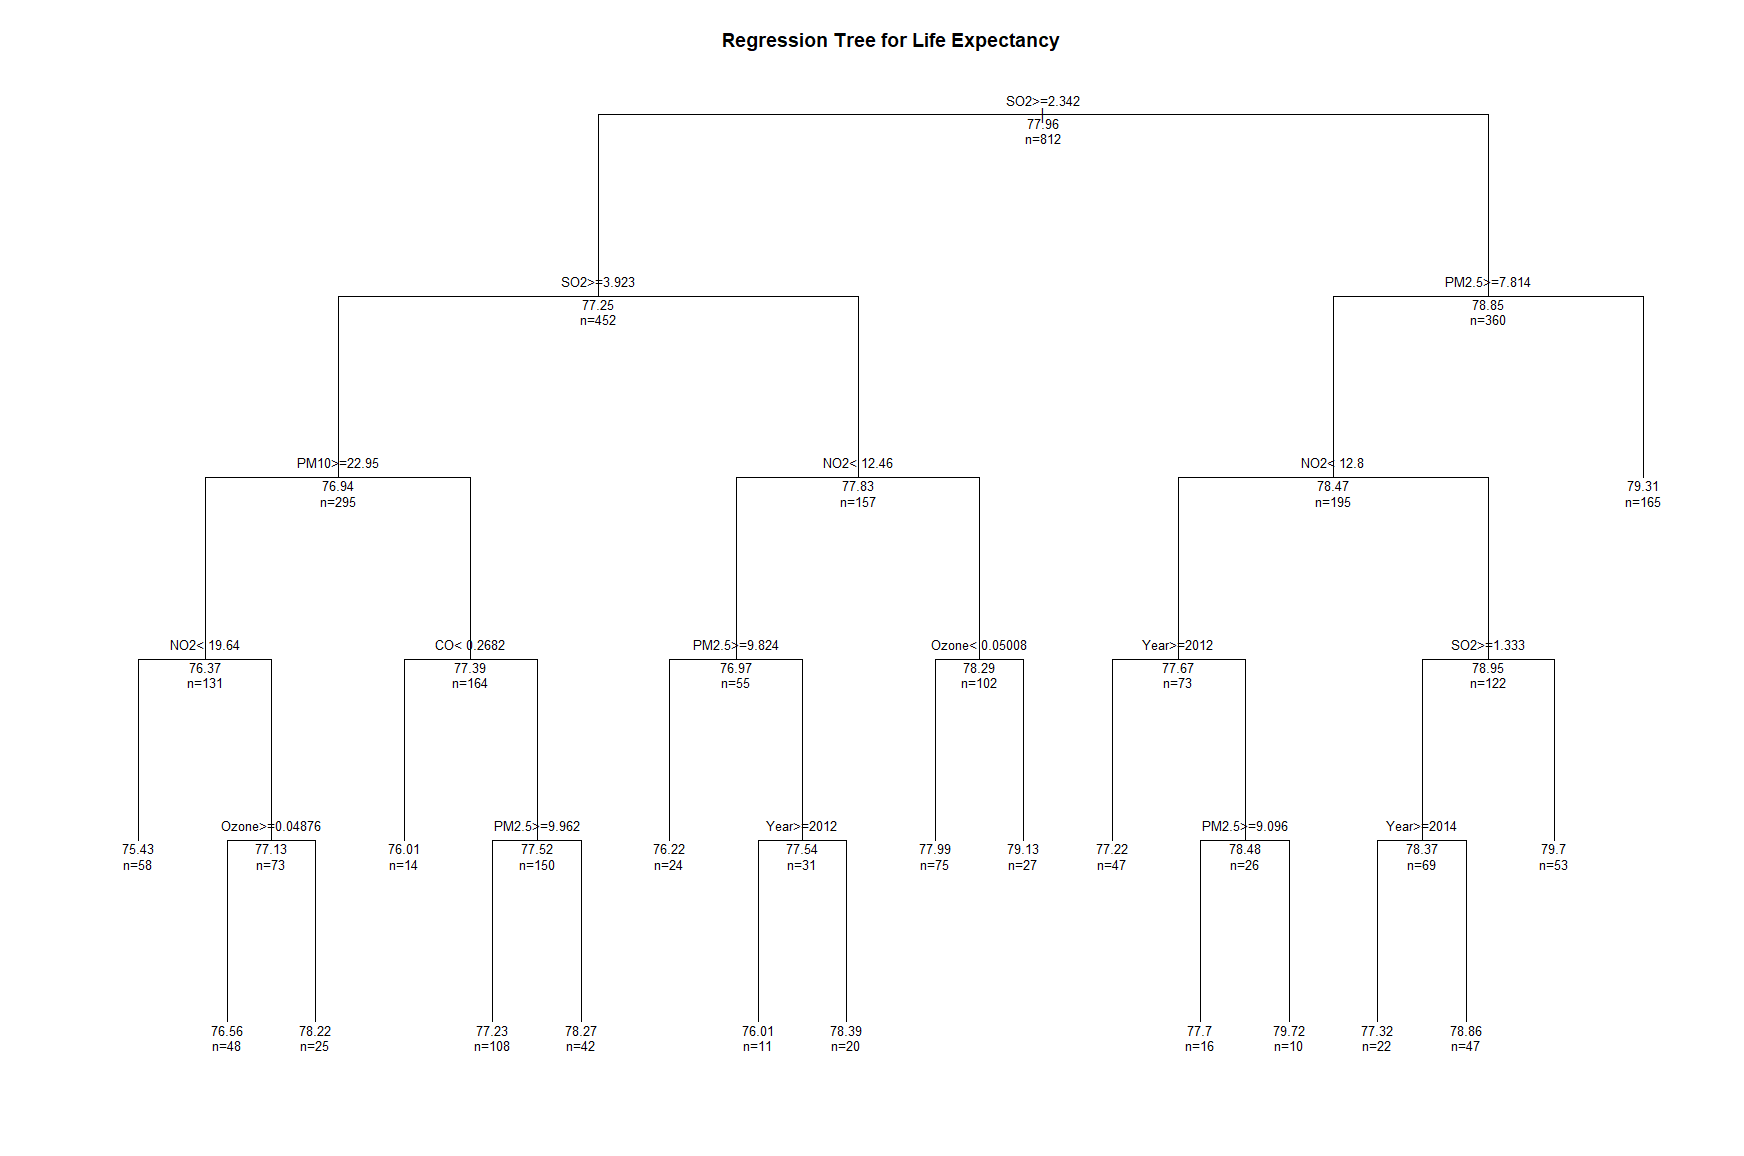 Regression Tree for Life Expectancy
SO2>=2.342
77.96
n=812
SO2>=3.923
77.25
n=452
PM2.5>=7.814
78.85
n=360
PM10>=22.95
76.94
n=295
NO2< 12.46
77.83
n=157
NO2< 12.8
78.47
n=195
79.31
n=165
NO2< 19.64
76.37
n=131
CO< 0.2682
77.39
n=164
PM2.5>=9.824
76.97
n=55
Ozone< 0.05008
78.29
n=102
Year>=2012
77.67
n=73
SO2>=1.333
78.95
n=122
75.43
n=58
Ozone>=0.04876
77.13
n=73
76.01
n=14
PM2.5>=9.962
77.52
n=150
76.22
n=24
Year>=2012
77.54
n=31
77.99
n=75
79.13
n=27
77.22
n=47
PM2.5>=9.096
78.48
n=26
Year>=2014
78.37
n=69
79.7
n=53
76.56
n=48
78.22
n=25
77.23
n=108
78.27
n=42
76.01
n=11
78.39
n=20
77.7
n=16
79.72
n=10
77.32
n=22
78.86
n=47